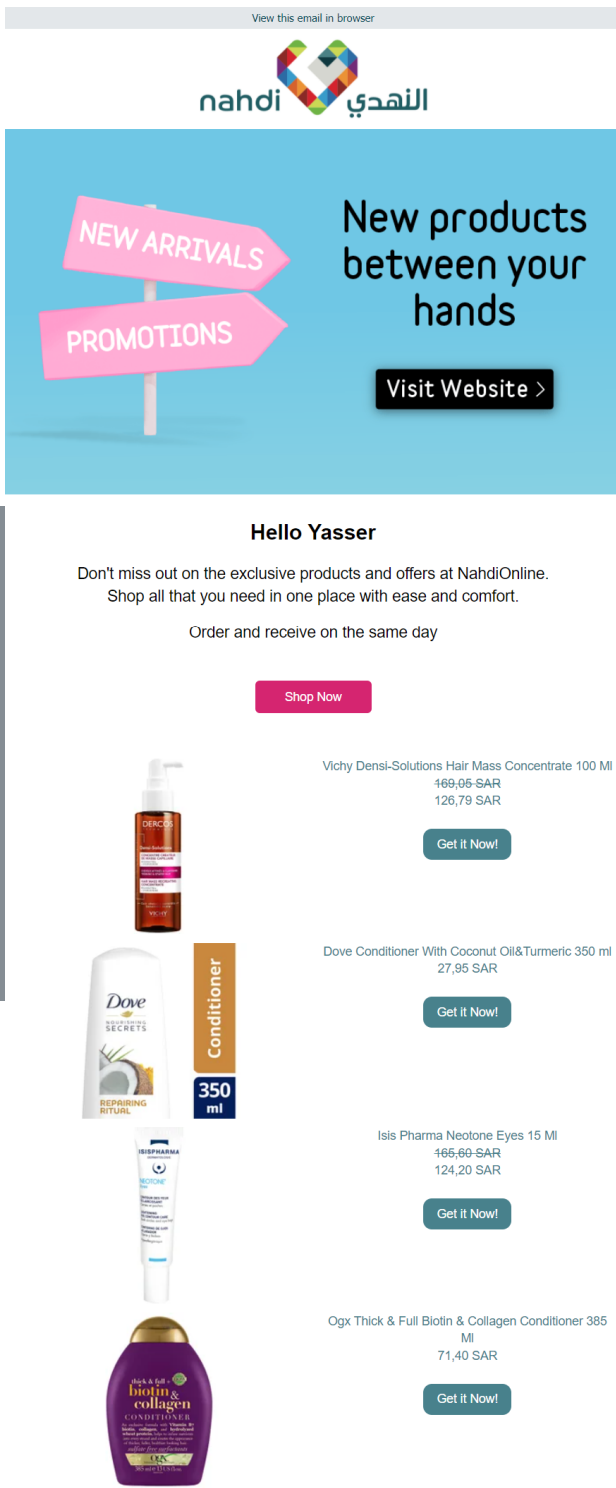 View this email in browser
nahdi النهدي
NEW ARRIVALS
PROMOTIONS
New products
between your
hands
Visit Website >
Hello Yasser
Don't miss out on the exclusive products and offers at NahdiOnline.
Shop all that you need in one place with ease and comfort.
Order and receive on the same day
Shop Now
Vichy Densi-Solutions Hair Mass Concentrate 100 Ml
169,05 SAR
126,79 SAR
Get it Now!
DERCOS
Densi-Solutions
VICHY
Dove Conditioner With Coconut Oil&Turmeric 350 ml
27,95 SAR
Get it Now!
Dove
NOURISHING
SECRETS
REPAIRING
RITUAL
Conditioner
350
ml
Isis Pharma Neotone Eyes 15 Ml
165,60 SAR
124,20 SAR
Get it Now!
ISISPHARMA
NEOTONE
Ogx Thick & Full Biotin & Collagen Conditioner 385
Ml
71,40 SAR
Get it Now!
thick & full +
biotin &
collagen
CONDITIONER
sulfate free surfactants
ogx